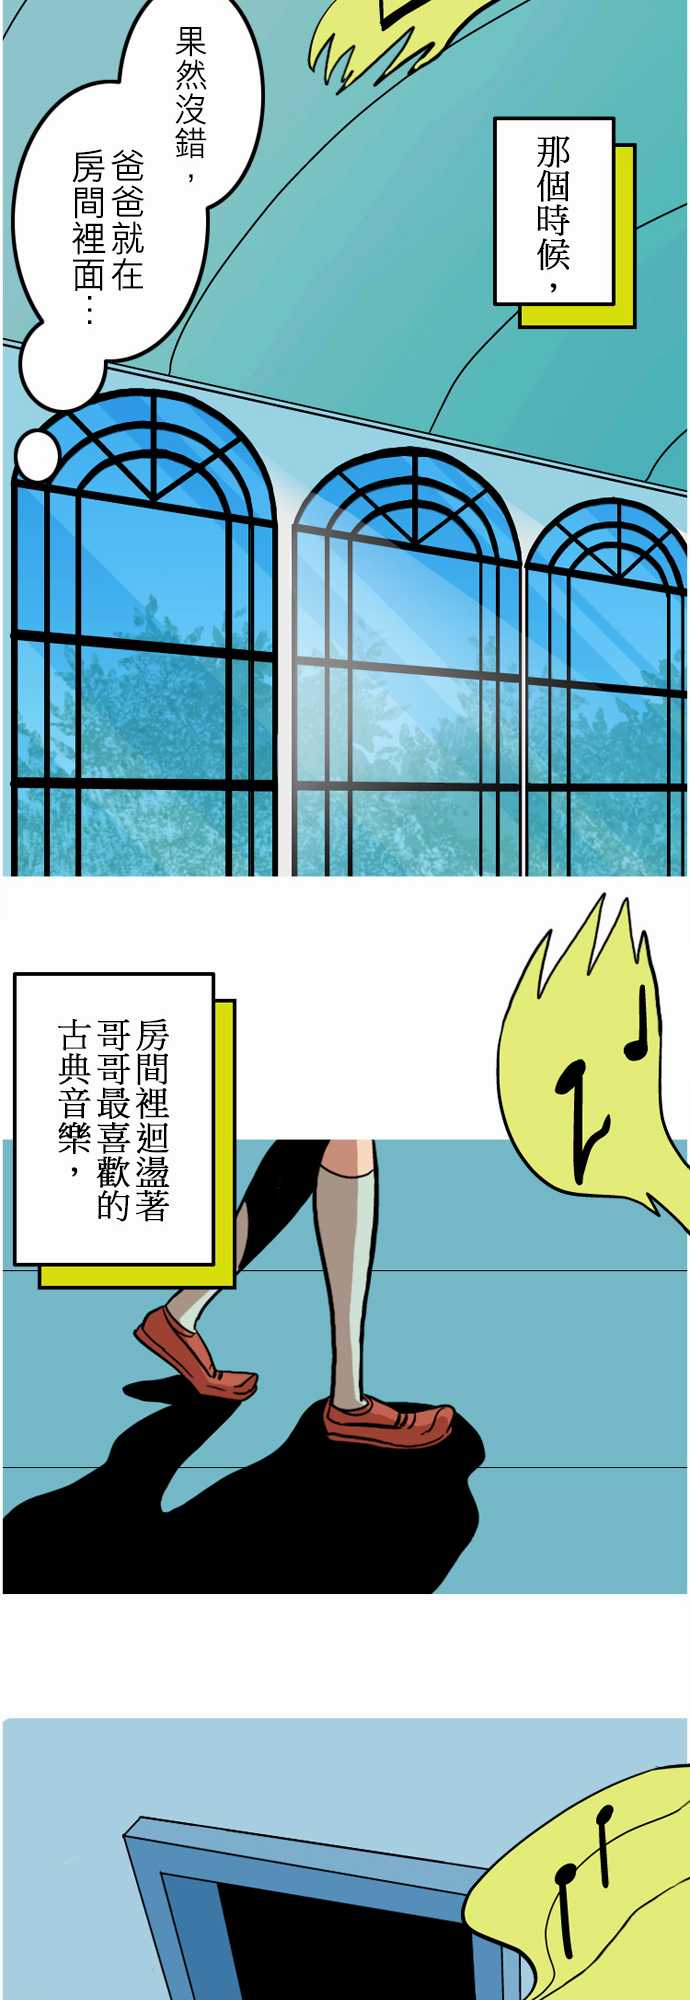 那個時候，
果然沒錯，
爸爸就在
房間裡面…
房間裡迴盪著
哥哥最喜歡的
古典音樂，